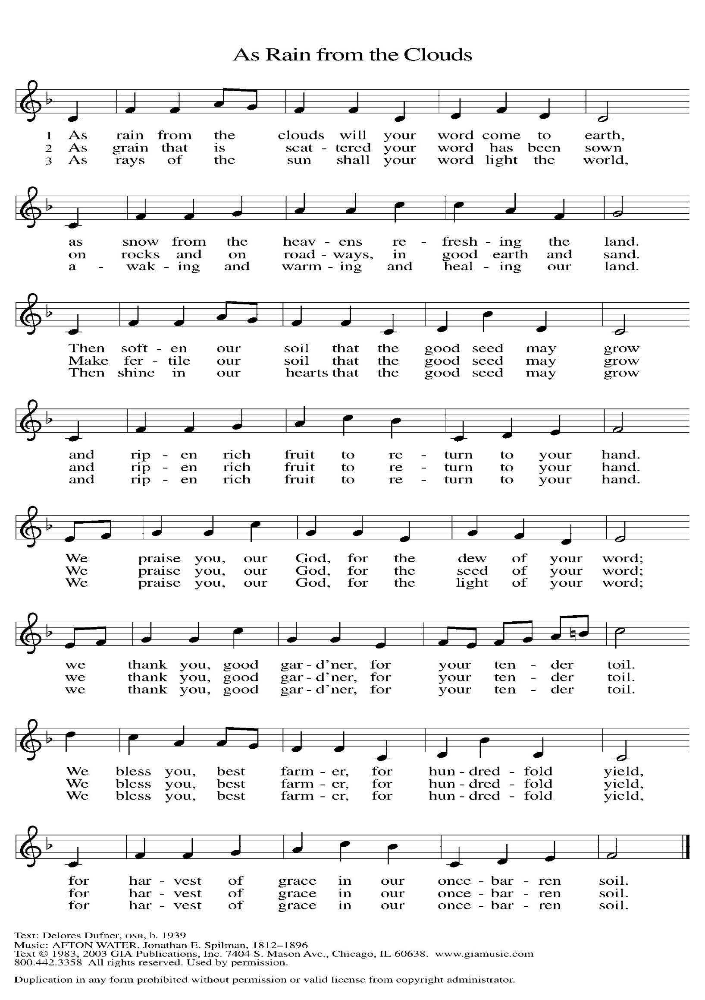 As Rain from the Clouds
1 As rain from the clouds will your word come to earth,
2 As grain that is scat - tered your word has been sown
3 As rays of the sun shall your word light the world,
as snow from the heav - ens re - fresh - ing the land.
on rocks and on road - ways, in good earth and sand.
a - wak - ing and warm - ing and heal - ing our land.
Then soft - en our soil that the good seed may grow
Make fer - tile our soil that the good seed may grow
Then shine in our hearts that the good seed may grow
and rip - en rich fruit to re - turn to your hand.
and rip - en rich fruit to re - turn to your hand.
and rip - en rich fruit to re - turn to your hand.
We praise you, our God, for the dew of your word;
We praise you, our God, for the seed of your word;
We praise you, our God, for the light of your word;
we thank you, good gar - d'ner, for your ten - der toil.
we thank you, good gar - d'ner, for your ten - der toil.
we thank you, good gar - d'ner, for your ten - der toil.
We bless you, best farm - er, for hun - dred - fold yield,
We bless you, best farm - er, for hun - dred - fold yield,
We bless you, best farm - er, for hun - dred - fold yield,
for har - vest of grace in our once - bar - ren soil.
for har - vest of grace in our once - bar - ren soil.
for har - vest of grace in our once - bar - ren soil.
Text: Delores Dufner, OSB, b. 1939
Music: AFTON WATER, Jonathan E. Spilman, 1812–1896
Text © 1983, 2003 GIA Publications, Inc. 7404 S. Mason Ave., Chicago, IL 60638. www.giamusic.com
800.442.3358 All rights reserved. Used by permission.
Duplication in any form prohibited without permission or valid license from copyright administrator.